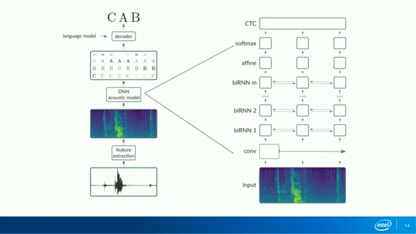 C A B
language model
decoder
DNN
acoustic model
feature
extraction
CTC
softmax
affine
biRNN m
biRNN 2
biRNN 1
conv
input
intel
14